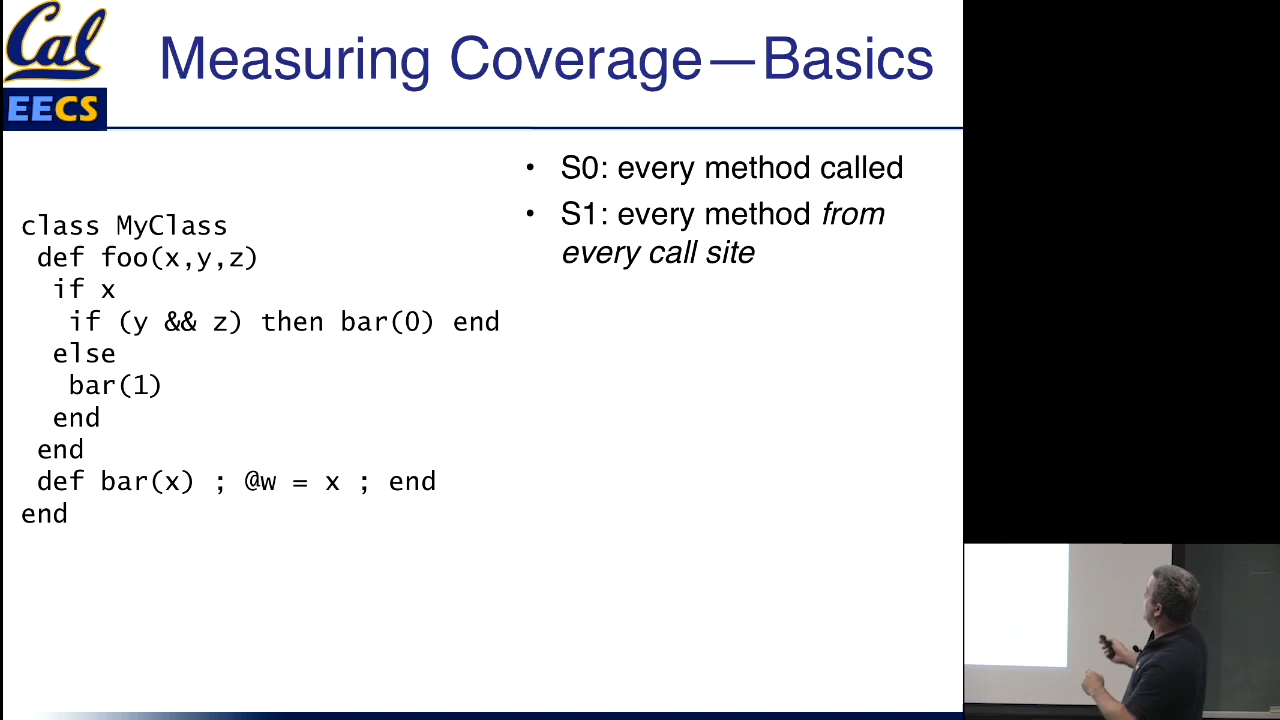 Cal
EECS
Measuring Coverage—Basics
• S0: every method called
• S1: every method from
every call site
class MyClass
def foo(x,y,z)
if x
if (y && z) then bar(0) end
else
bar(1)
end
end
def bar(x) ; @w = x ; end
end